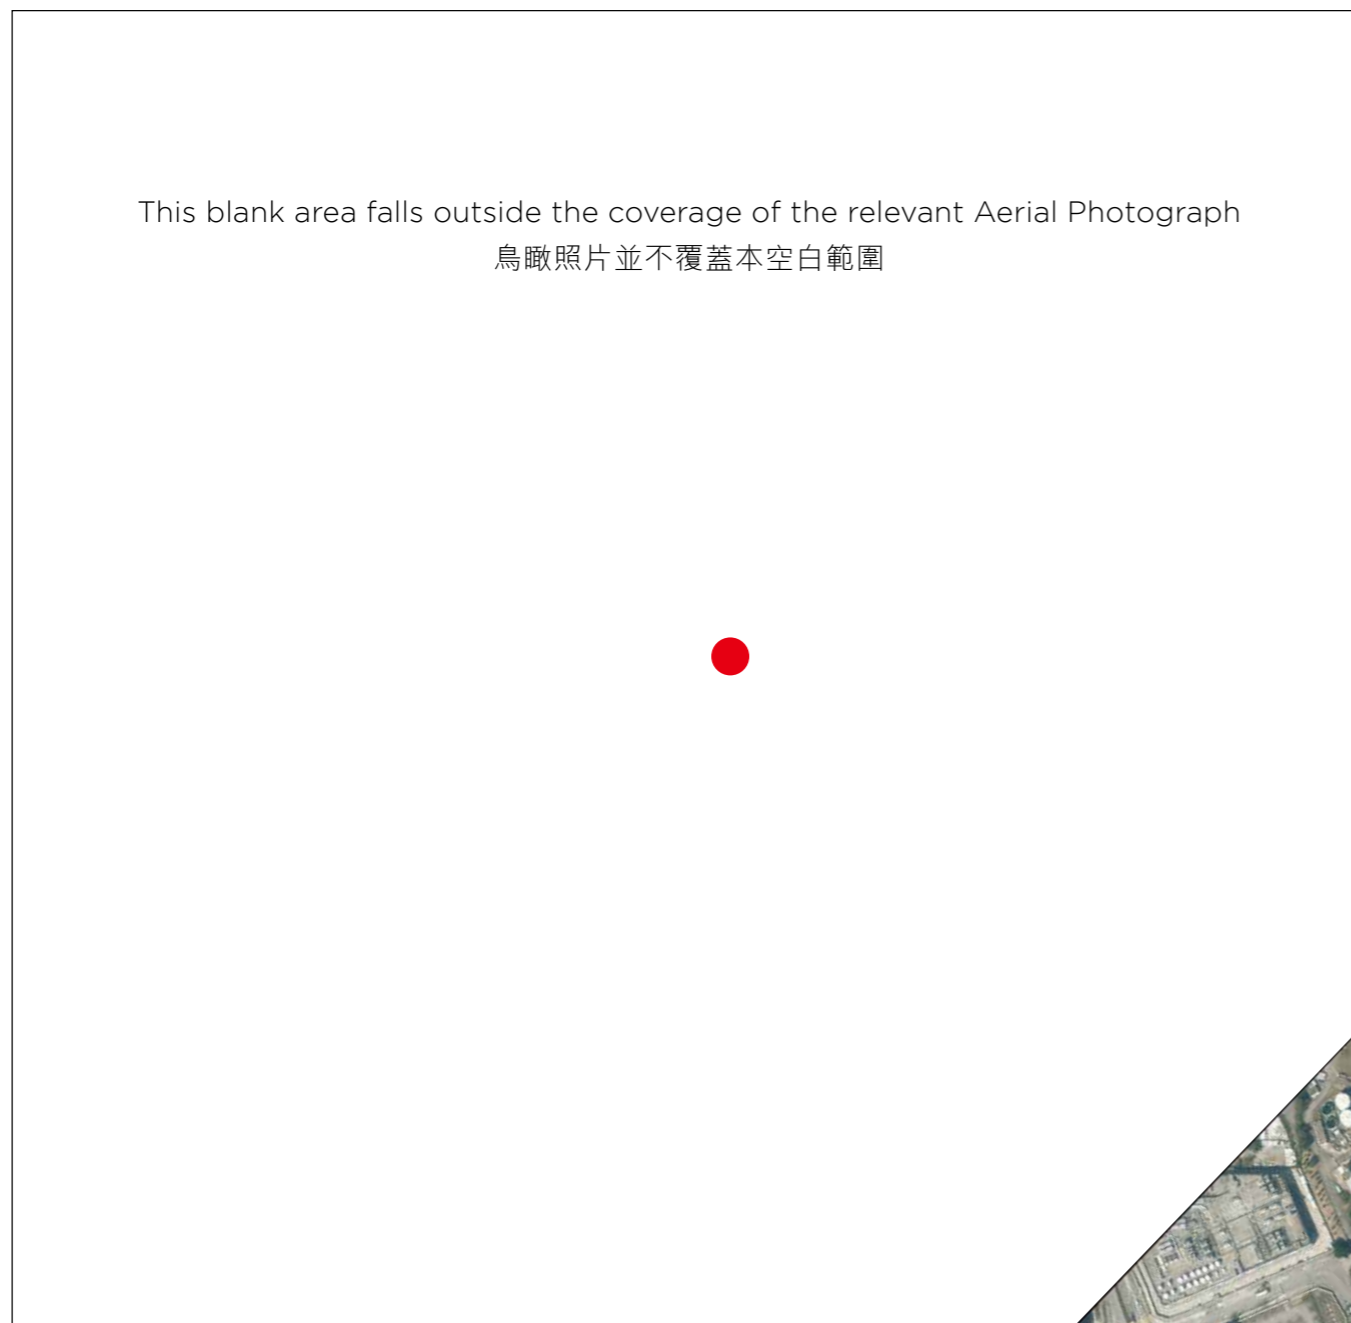 This blank area falls outside the coverage of the relevant Aerial Photograph
鳥瞰照片並不覆蓋本空白範圍